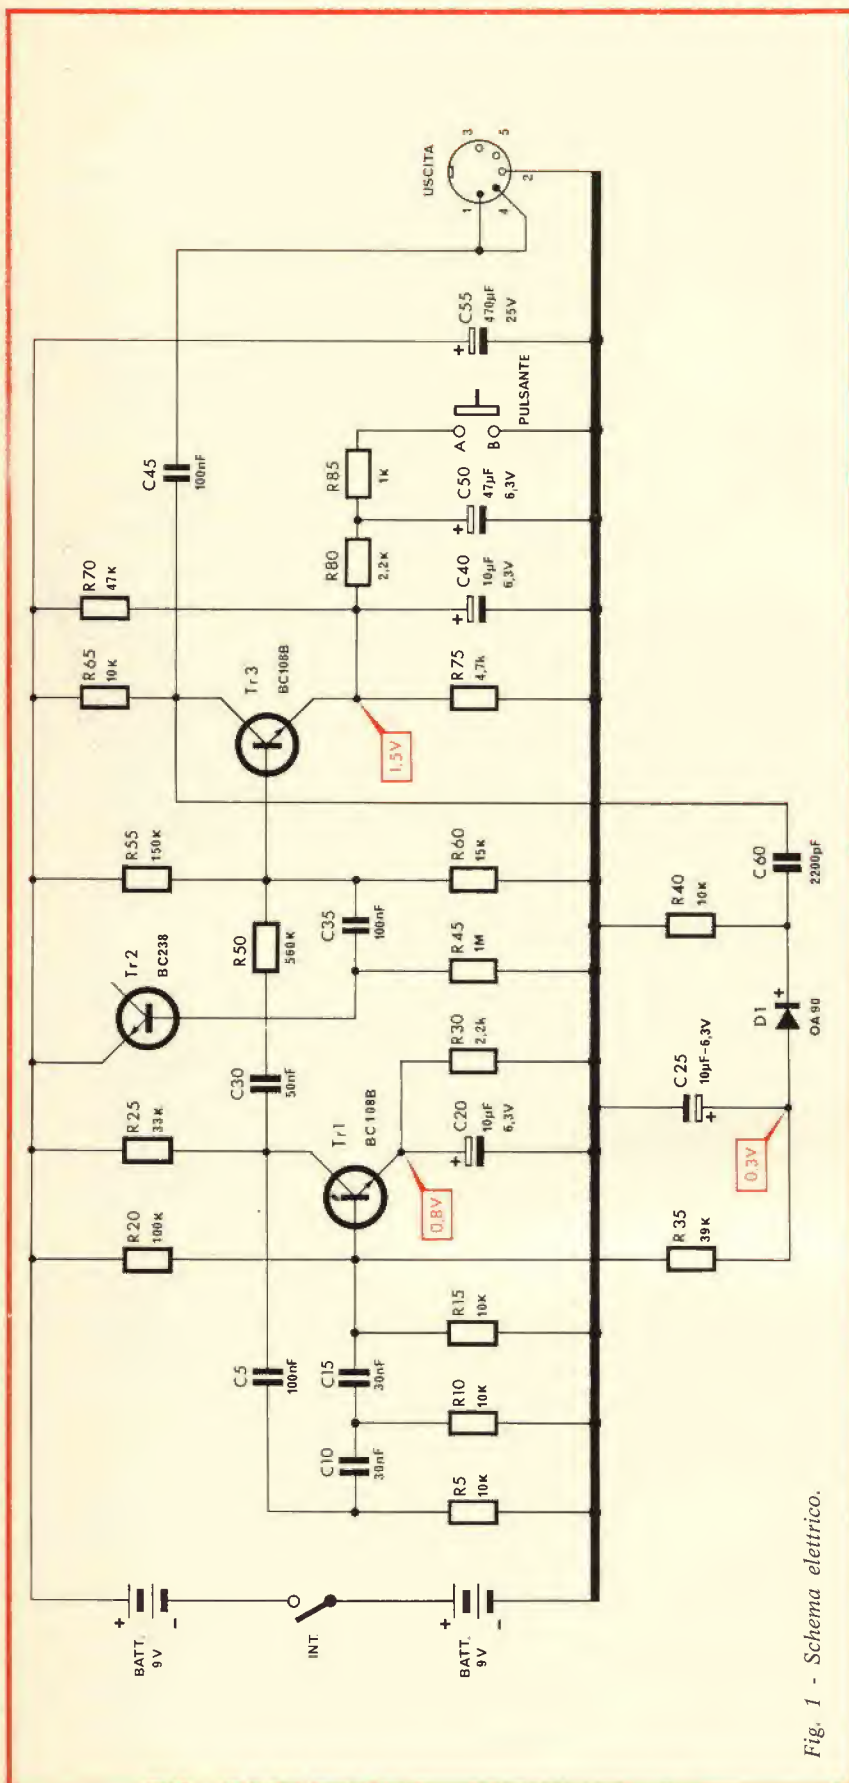 BATT.
9V
+
-
INT.
BATT.
9V
+
-
R5
10K
C10
30nF
R10
10K
C15
30nF
R15
10K
C5
100nF
R20
100K
R25
33K
Tr1
BC108B
0.8V
C20
10µF
6,3V
+
R30
2,2k
C30
50nF
Tr2
BC238
R50
560K
C35
100nF
R45
1M
R55
150K
R60
15K
Tr3
BC108B
1.5V
R65
10K
R70
47K
R75
4,7k
C40
10µF
6,3V
+
R80
2,2K
C50
47µF
6,3V
+
R85
1K
A
B
PULSANTE
C45
100nF
C55
470µF
25V
+
USCITA
1
3
4
5
2
R35
39K
0.3V
C25
10µF-6,3V
+
D1
+
OA90
R40
10K
C60
2200pF
Fig. 1 - Schema elettrico.